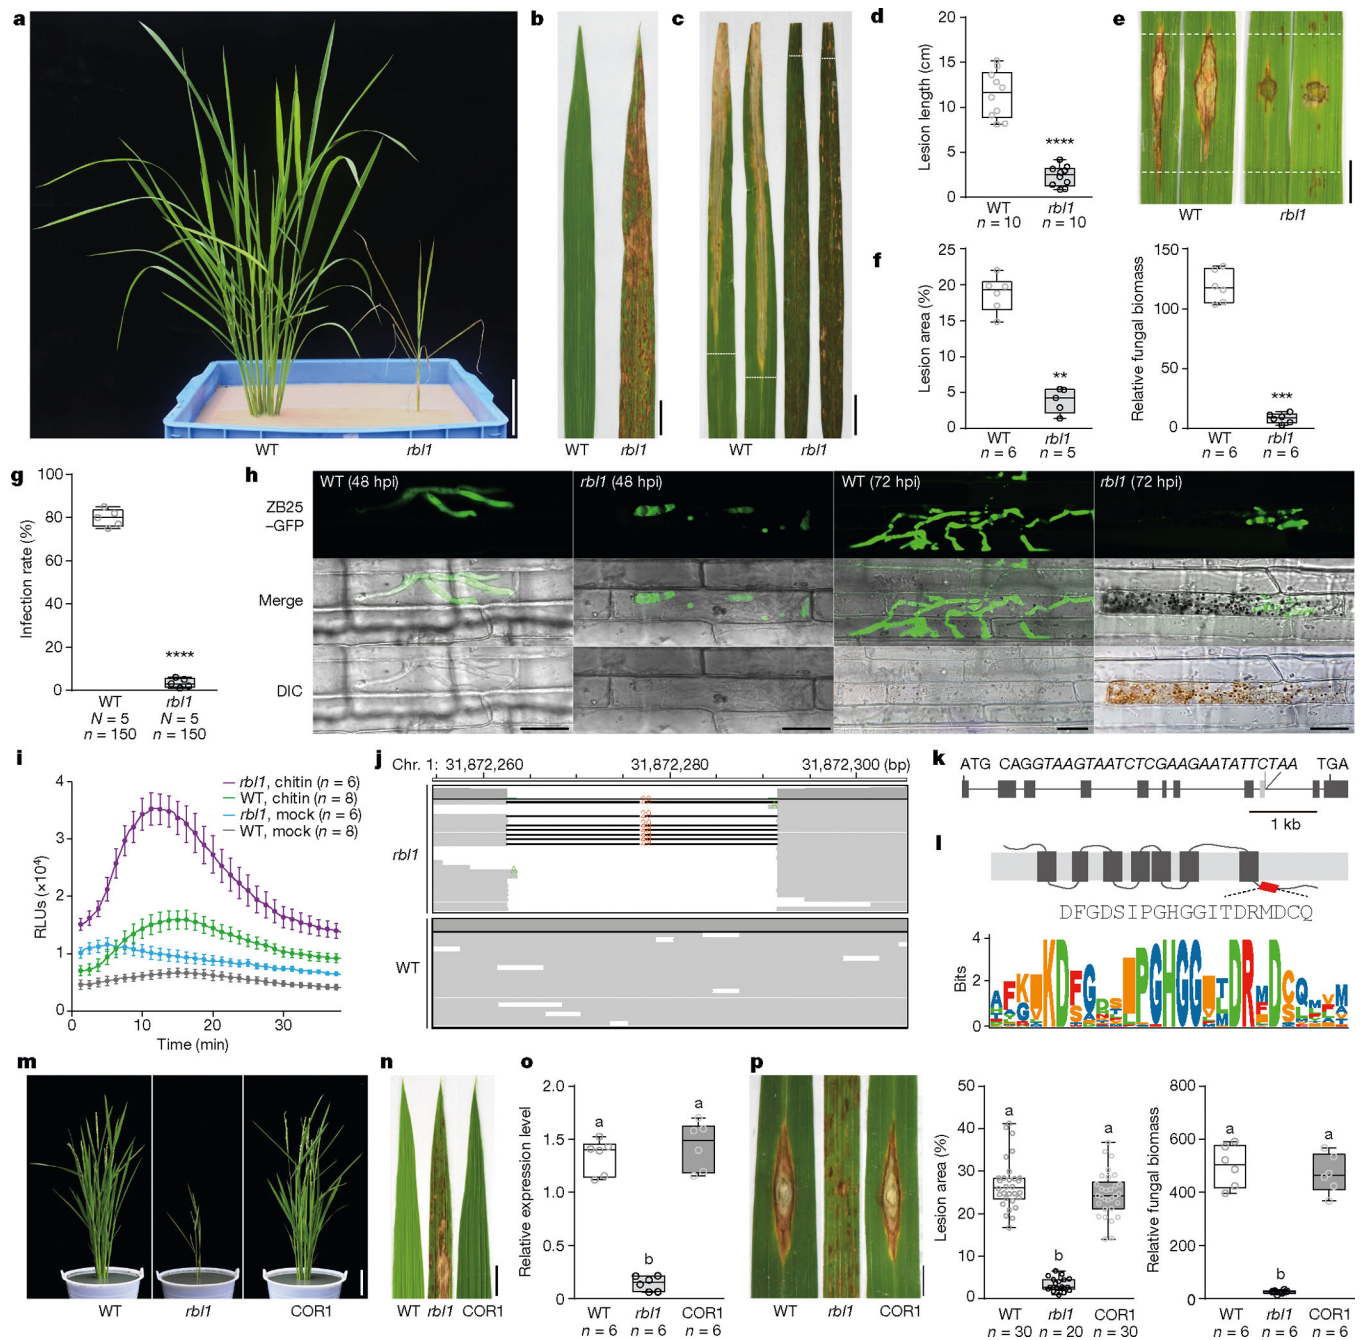 a
WT
rbl1
b
WT
rbl1
c
WT
rbl1
d
Lesion length (cm)
20
15
10
5
0
****
WT
n = 10
rbl1
n = 10
e
WT
rbl1
f
Lesion area (%)
25
20
15
10
5
0
**
WT
n = 6
rbl1
n = 5
Relative fungal biomass
150
100
50
0
***
WT
n = 6
rbl1
n = 6
g
Infection rate (%)
100
80
60
40
20
0
****
WT
N = 5
n = 150
rbl1
N = 5
n = 150
h
ZB25
–GFP
Merge
DIC
WT (48 hpi)
rbl1 (48 hpi)
WT (72 hpi)
rbl1 (72 hpi)
i
RLUs (×10⁴)
4
3
2
1
0
rbl1, chitin (n = 6)
WT, chitin (n = 8)
rbl1, mock (n = 6)
WT, mock (n = 8)
0 10 20 30
Time (min)
j
Chr. 1: 31,872,260 31,872,280 31,872,300 (bp)
rbl1
WT
k
ATG CAGGTAAGTAATCTCGAAGAATATTCTAA TGA
1 kb
l
DFGDSIPGHGGITDRMDCQ
Bits
4
2
0
m
WT
rbl1
COR1
n
WT
rbl1
COR1
o
Relative expression level
2.0
1.5
1.0
0.5
0
a
b
a
WT
n = 6
rbl1
n = 6
COR1
n = 6
p
WT
rbl1
COR1
Lesion area (%)
50
40
30
20
10
0
a
b
a
WT
n = 30
rbl1
n = 20
COR1
n = 30
Relative fungal biomass
800
600
400
200
0
a
b
a
WT
n = 6
rbl1
n = 6
COR1
n = 6